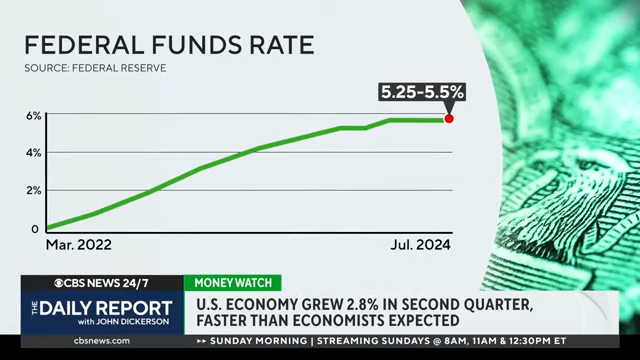 FEDERAL FUNDS RATE
SOURCE: FEDERAL RESERVE
5.25-5.5%
6%
4%
2%
0
Mar. 2022
Jul. 2024
CBS NEWS 24/7
MONEY WATCH
THE DAILY REPORT
with JOHN DICKERSON
U.S. ECONOMY GREW 2.8% IN SECOND QUARTER,
FASTER THAN ECONOMISTS EXPECTED
cbsnews.com
SUNDAY MORNING | STREAMING SUNDAYS @ 8AM, 11AM & 12:30PM ET